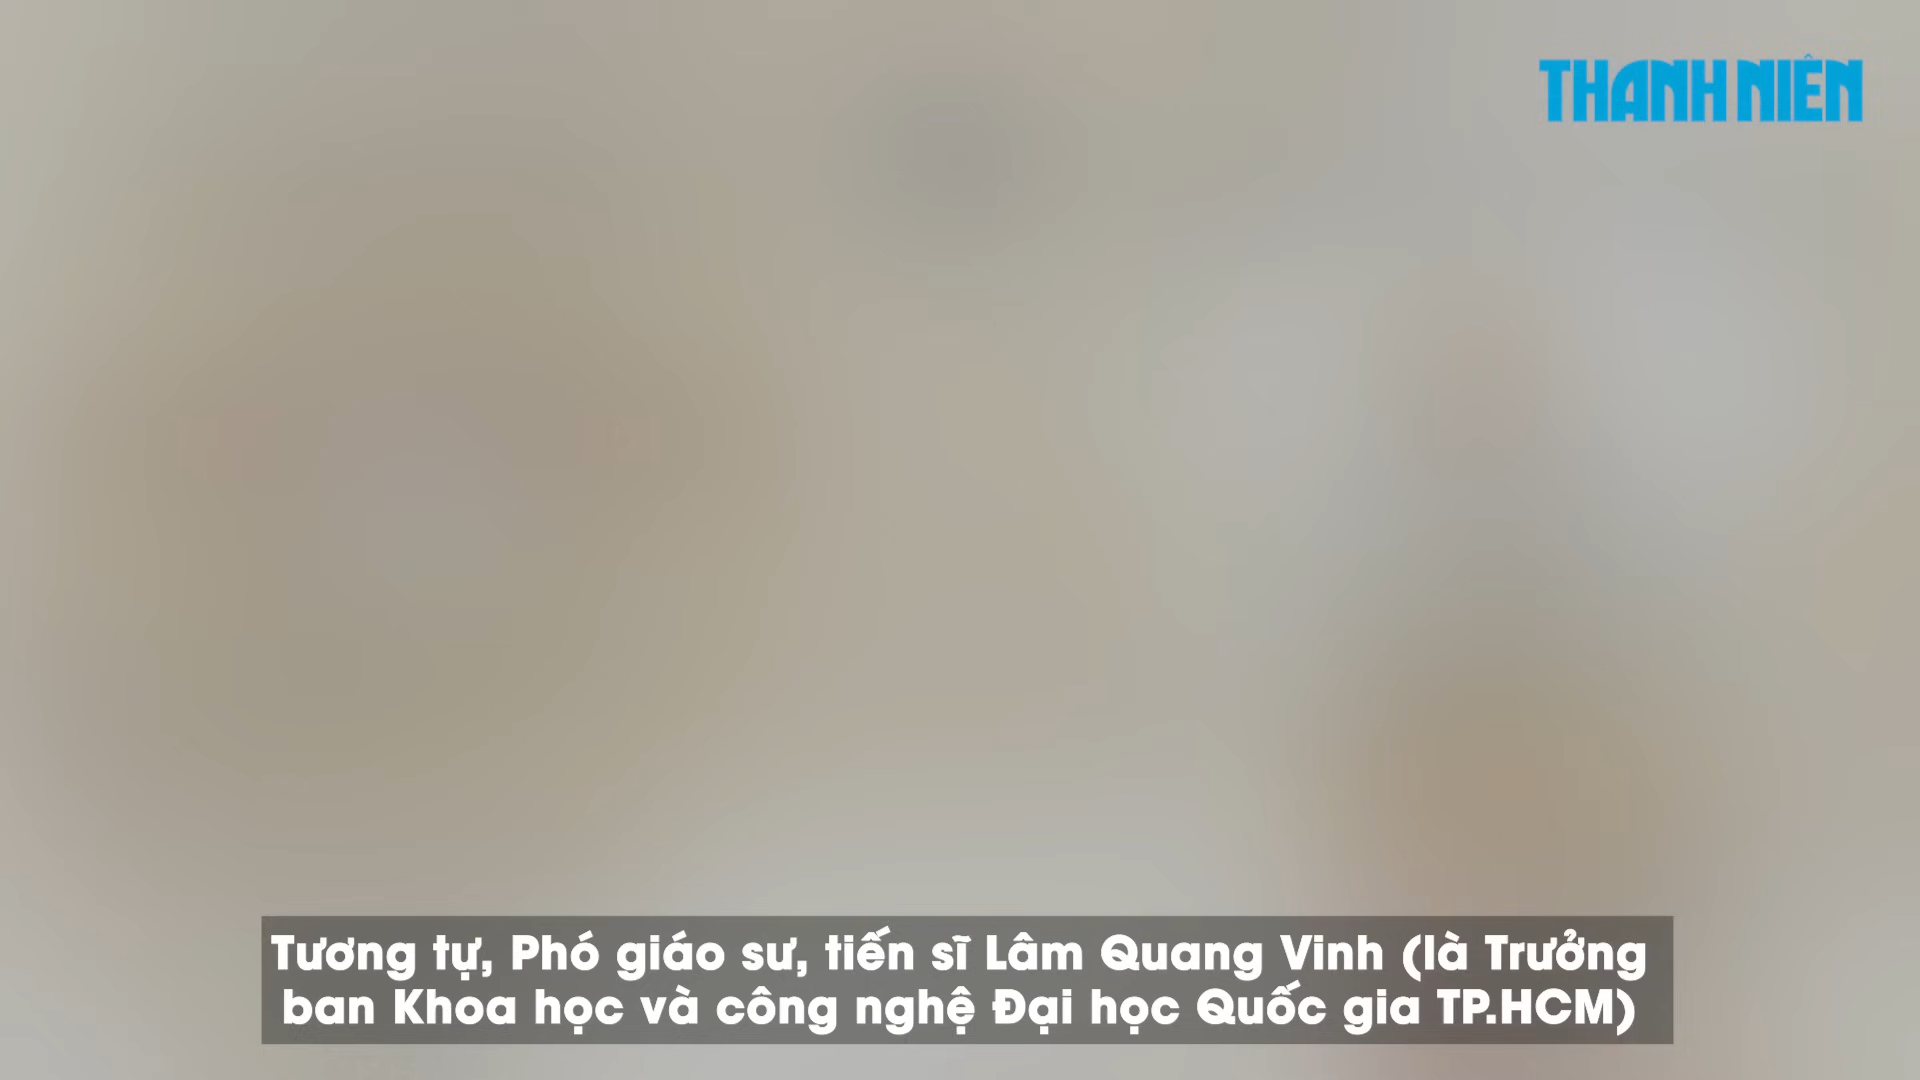 THANH NIÊN
Tương tự, Phó giáo sư, tiến sĩ Lâm Quang Vinh (là Trưởng
ban Khoa học và công nghệ Đại học Quốc gia TP.HCM)